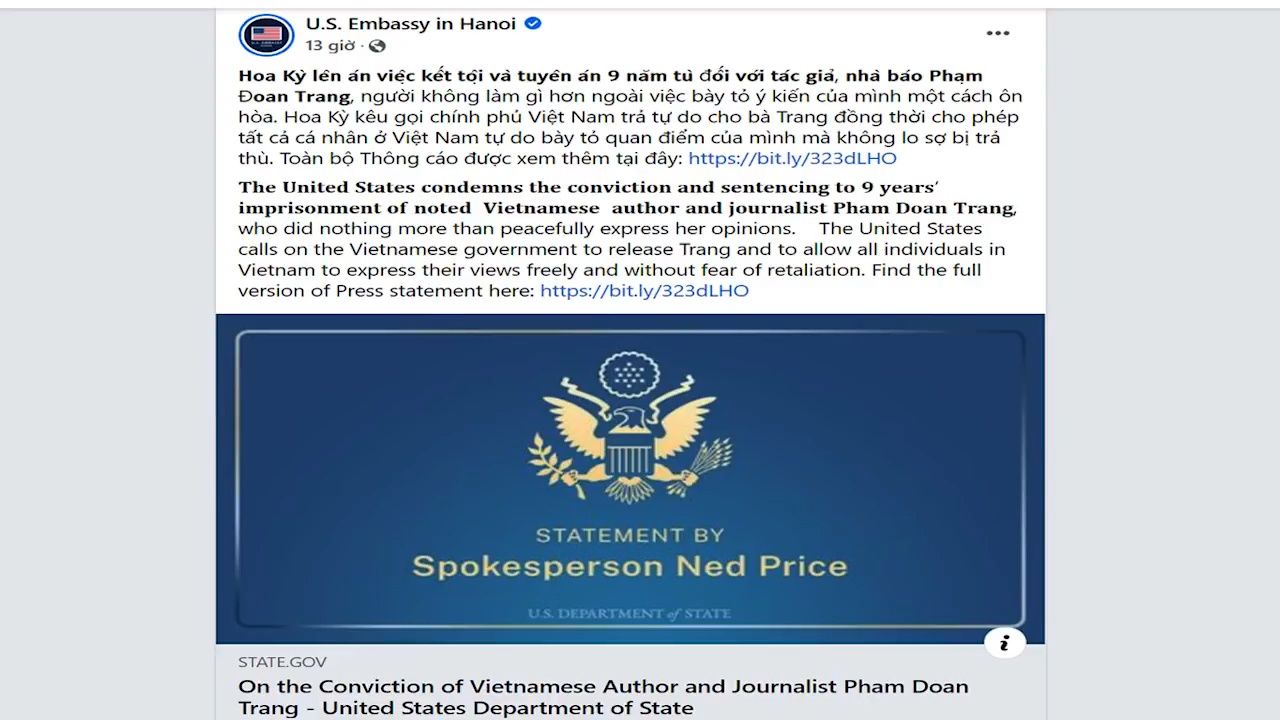 U.S. Embassy in Hanoi
13 giờ ·
Hoa Kỳ lên án việc kết tội và tuyên án 9 năm tù đối với tác giả, nhà báo Phạm
Đoan Trang, người không làm gì hơn ngoài việc bày tỏ ý kiến của mình một cách ôn
hòa. Hoa Kỳ kêu gọi chính phủ Việt Nam trả tự do cho bà Trang đồng thời cho phép
tất cả cá nhân ở Việt Nam tự do bày tỏ quan điểm của mình mà không lo sợ bị trả
thù. Toàn bộ Thông cáo được xem thêm tại đây: https://bit.ly/323dLHO
The United States condemns the conviction and sentencing to 9 years'
imprisonment of noted Vietnamese author and journalist Pham Doan Trang,
who did nothing more than peacefully express her opinions. The United States
calls on the Vietnamese government to release Trang and to allow all individuals in
Vietnam to express their views freely and without fear of retaliation. Find the full
version of Press statement here: https://bit.ly/323dLHO
STATEMENT BY
Spokesperson Ned Price
U.S. DEPARTMENT of STATE
STATE.GOV
On the Conviction of Vietnamese Author and Journalist Pham Doan
Trang - United States Department of State